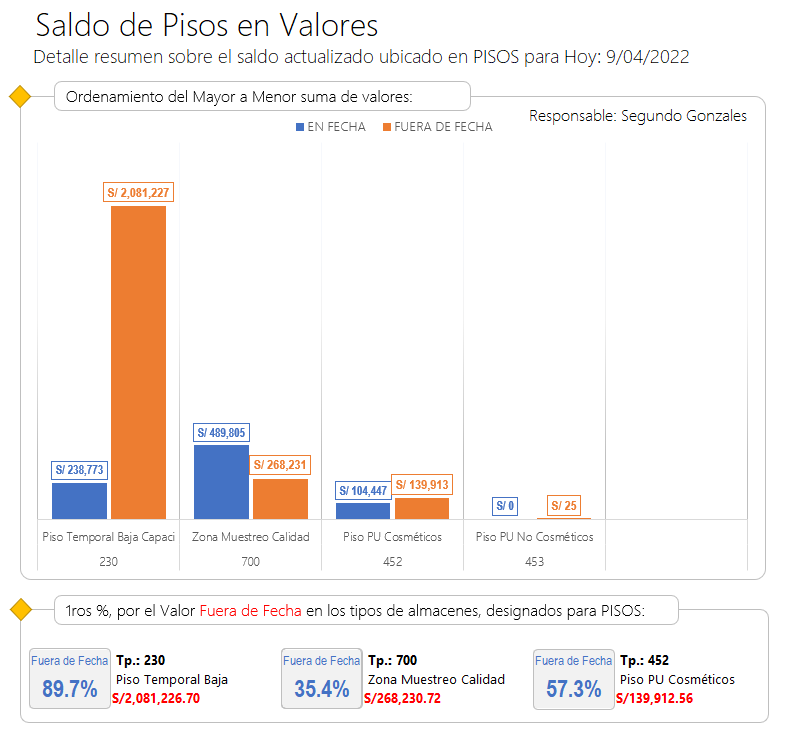 Saldo de Pisos en Valores
Detalle resumen sobre el saldo actualizado ubicado en PISOS para Hoy: 9/04/2022
Ordenamiento del Mayor a Menor suma de valores:
Responsable: Segundo Gonzales
EN FECHA FUERA DE FECHA
S/ 2,081,227
S/ 489,805
S/ 238,773
S/ 268,231
S/ 104,447
S/ 139,913
S/ 0
S/ 25
Piso Temporal Baja Capaci Zona Muestreo Calidad Piso PU Cosméticos Piso PU No Cosméticos
230 700 452 453
1ros %, por el Valor Fuera de Fecha en los tipos de almacenes, designados para PISOS:
Fuera de Fecha
89.7%
Tp.: 230
Piso Temporal Baja
S/2,081,226.70
Fuera de Fecha
35.4%
Tp.: 700
Zona Muestreo Calidad
S/268,230.72
Fuera de Fecha
57.3%
Tp.: 452
Piso PU Cosméticos
S/139,912.56